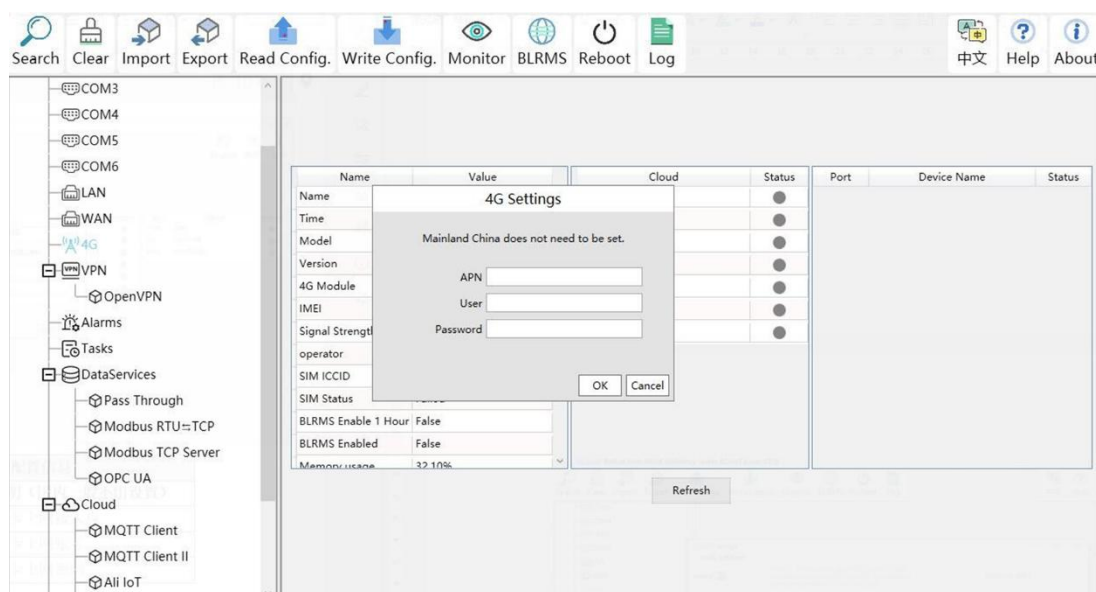 Search Clear Import Export Read Config. Write Config. Monitor BLRMS Reboot Log 中文 Help About
COM3
COM4
COM5
COM6
LAN
WAN
4G
VPN
OpenVPN
Alarms
Tasks
DataServices
Pass Through
Modbus RTU⇆TCP
Modbus TCP Server
OPC UA
Cloud
MQTT Client
MQTT Client II
Ali IoT
Name Value Cloud Status Port Device Name Status
Name
Time
Model
Version
4G Module
IMEI
Signal Strength
operator
SIM ICCID
SIM Status
BLRMS Enable 1 Hour False
BLRMS Enabled False
Memory usage 32.10%
4G Settings
Mainland China does not need to be set.
APN
User
Password
OK Cancel
Refresh